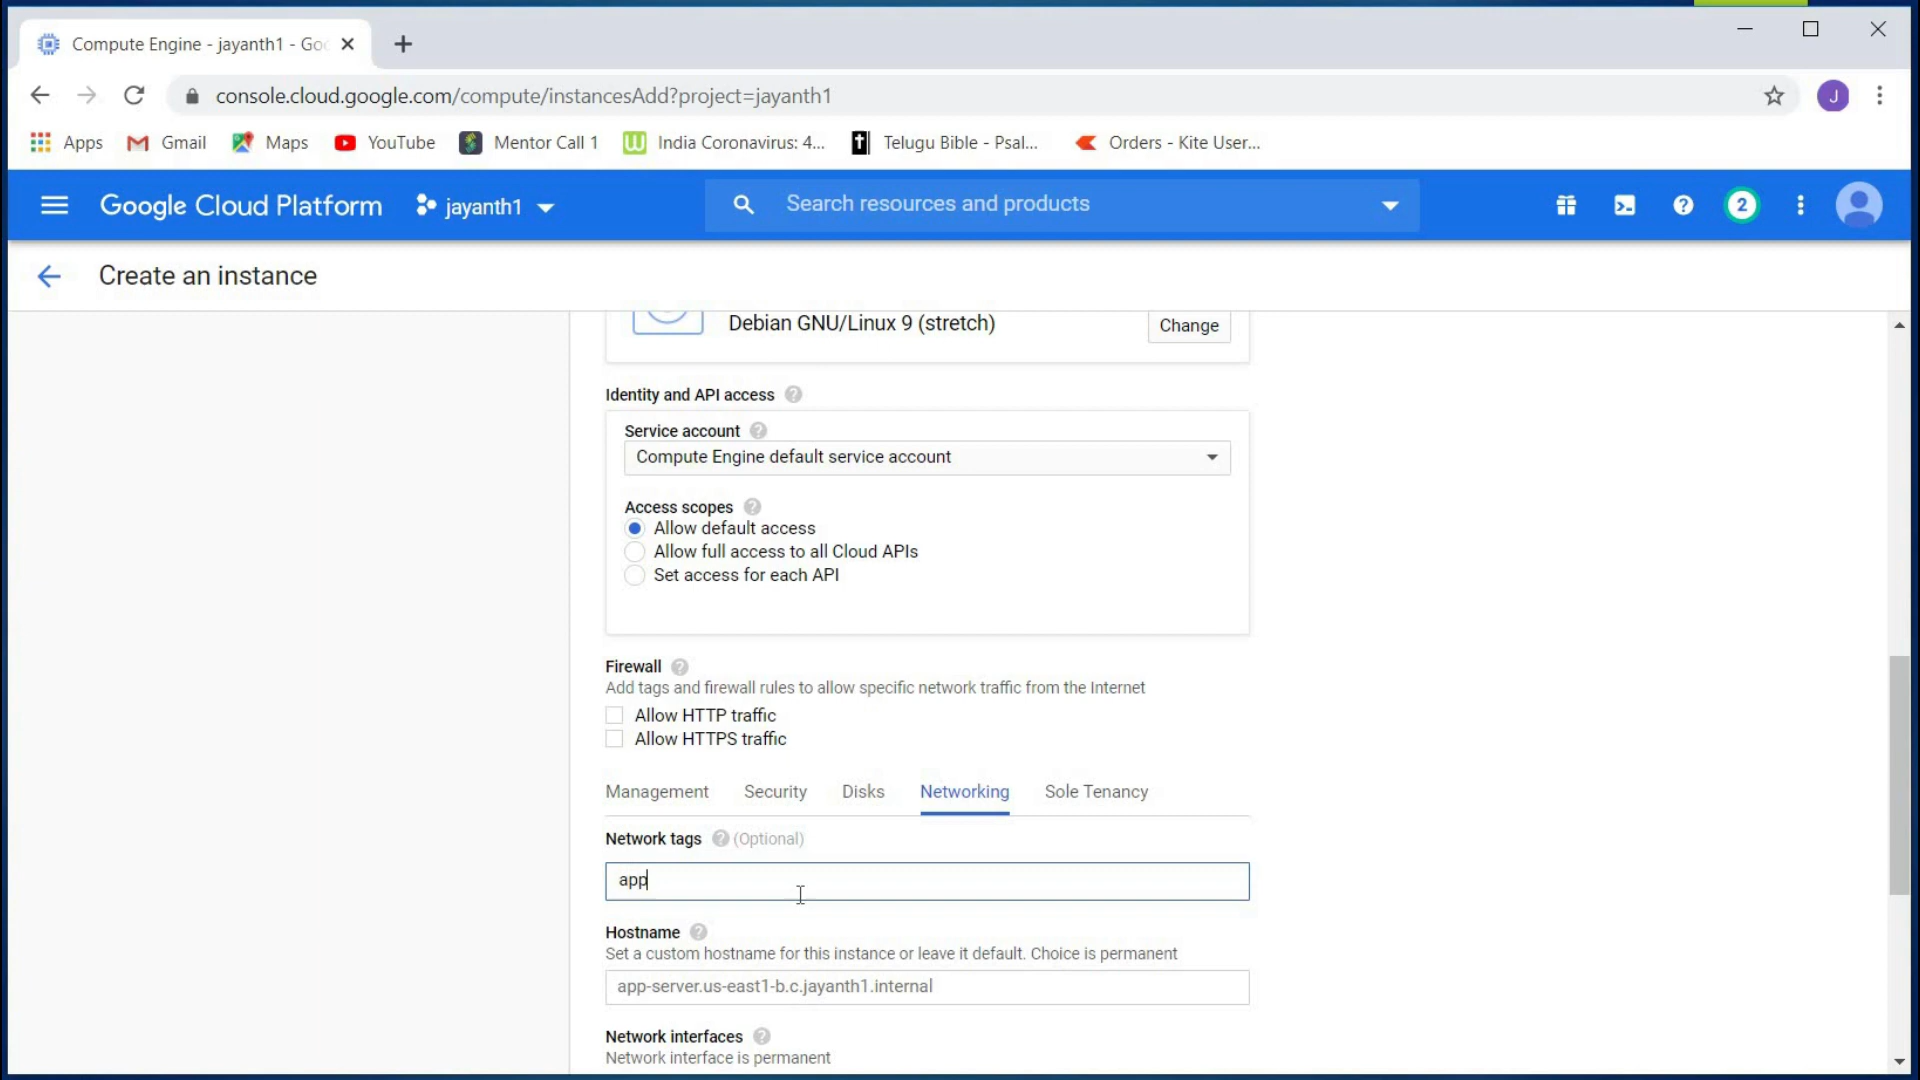 Compute Engine - jayanth1 - Goo
console.cloud.google.com/compute/instancesAdd?project=jayanth1
J
Apps
Gmail
Maps
YouTube
Mentor Call 1
India Coronavirus: 4...
Telugu Bible - Psal...
Orders - Kite User...
Google Cloud Platform
jayanth1
Search resources and products
2
Create an instance
Debian GNU/Linux 9 (stretch)
Change
Identity and API access
Service account
Compute Engine default service account
Access scopes
Allow default access
Allow full access to all Cloud APIs
Set access for each API
Firewall
Add tags and firewall rules to allow specific network traffic from the Internet
Allow HTTP traffic
Allow HTTPS traffic
Management Security Disks Networking Sole Tenancy
Network tags (Optional)
app
Hostname
Set a custom hostname for this instance or leave it default. Choice is permanent
app-server.us-east1-b.c.jayanth1.internal
Network interfaces
Network interface is permanent